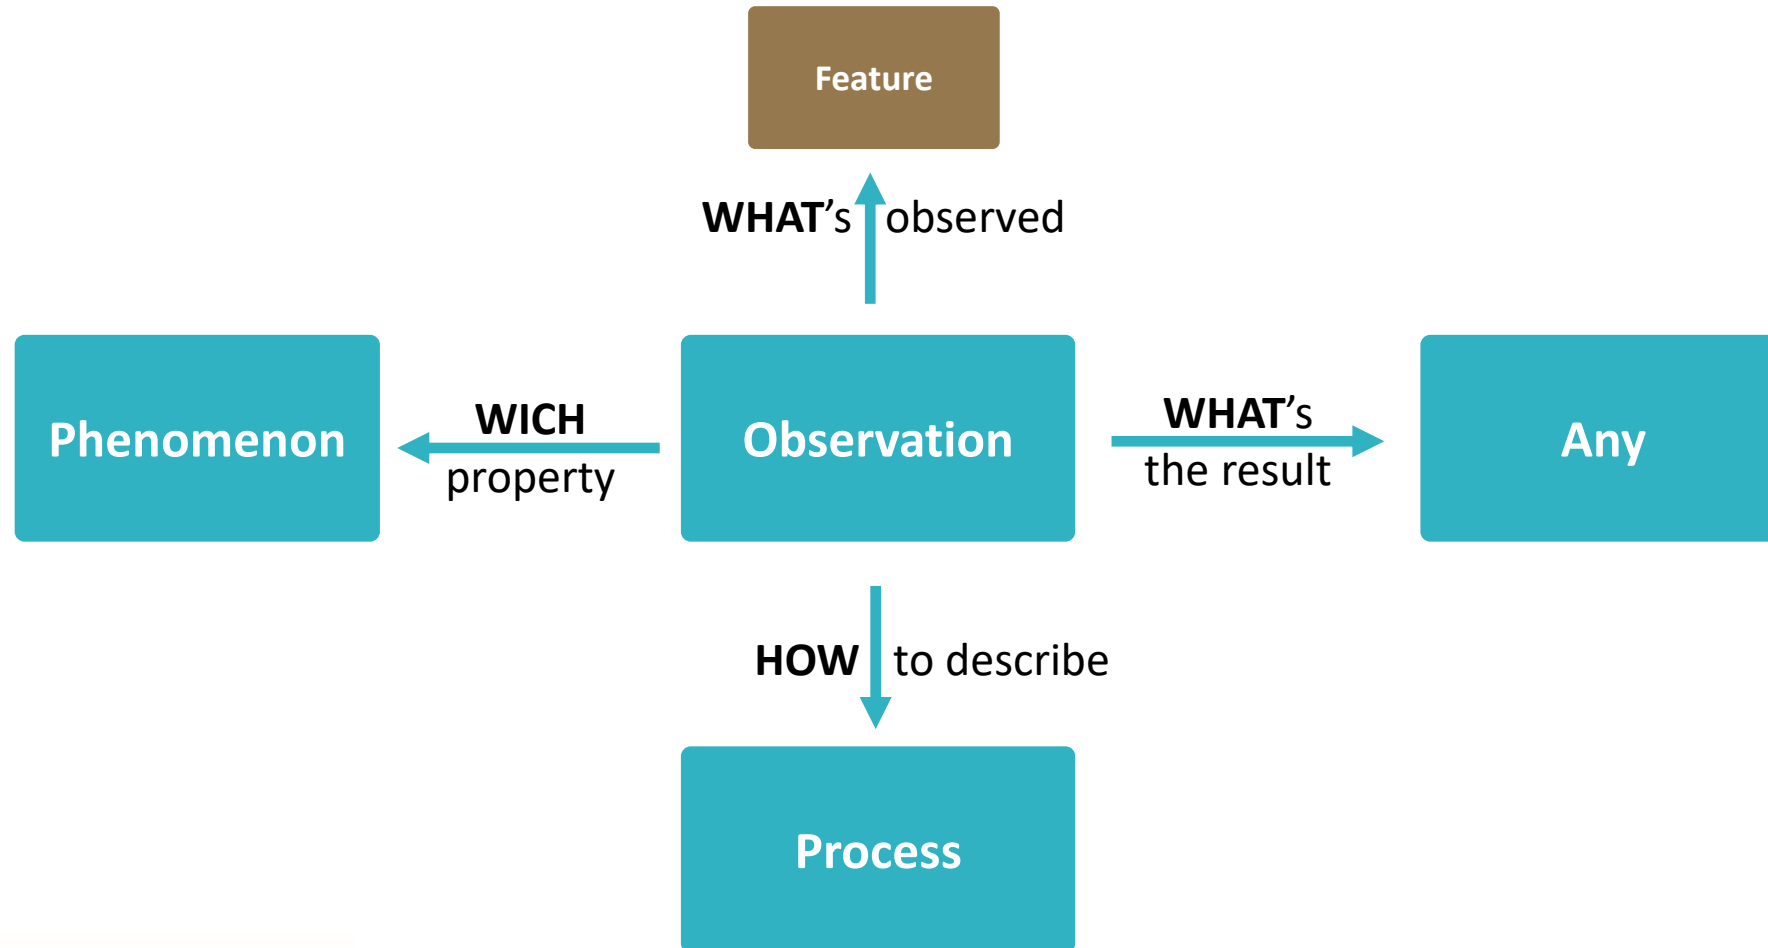 Feature
WHAT's observed
WICH
WHAT's
Phenomenon
Observation
Any
property
the result
HOW to describe
Process